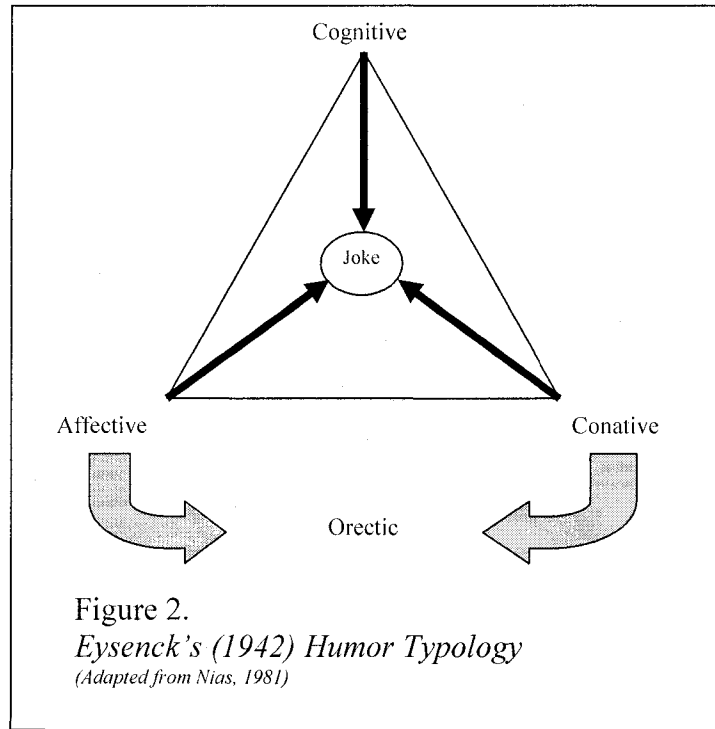 Cognitive
Joke
Affective
Conative
Orectic
Figure 2.
Eysenck's (1942) Humor Typology
(Adapted from Nias, 1981)